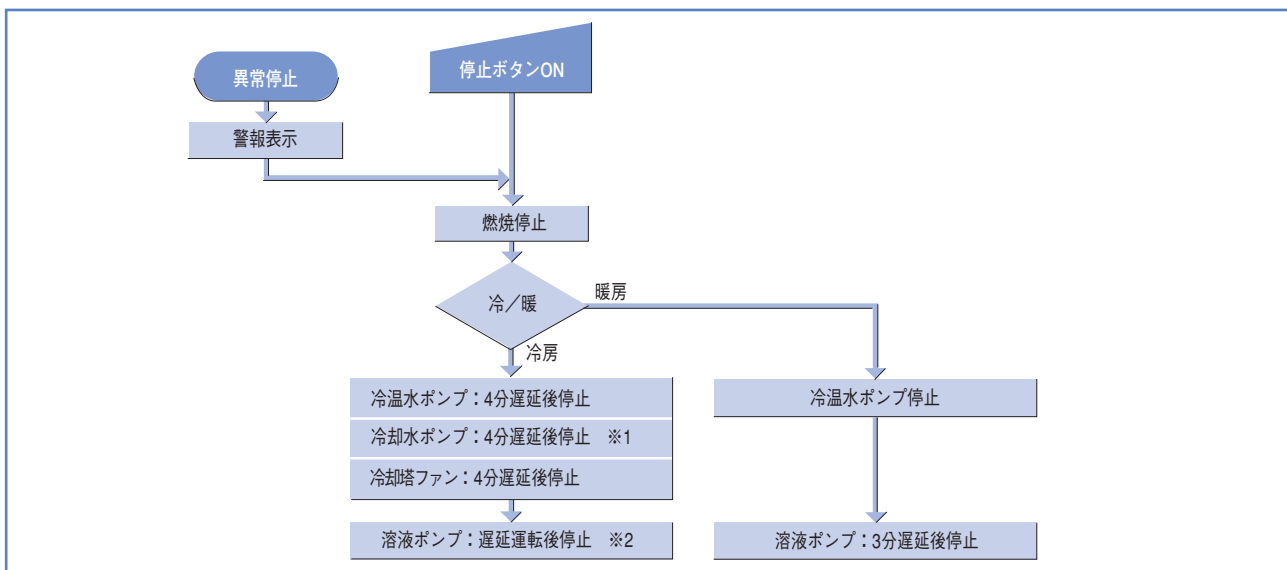 異常停止
停止ボタンON
警報表示
燃焼停止
冷／暖
暖房
冷房
冷温水ポンプ：4分遅延後停止
冷却水ポンプ：4分遅延後停止　※1
冷却塔ファン：4分遅延後停止
冷温水ポンプ停止
溶液ポンプ：遅延運転後停止　※2
溶液ポンプ：3分遅延後停止